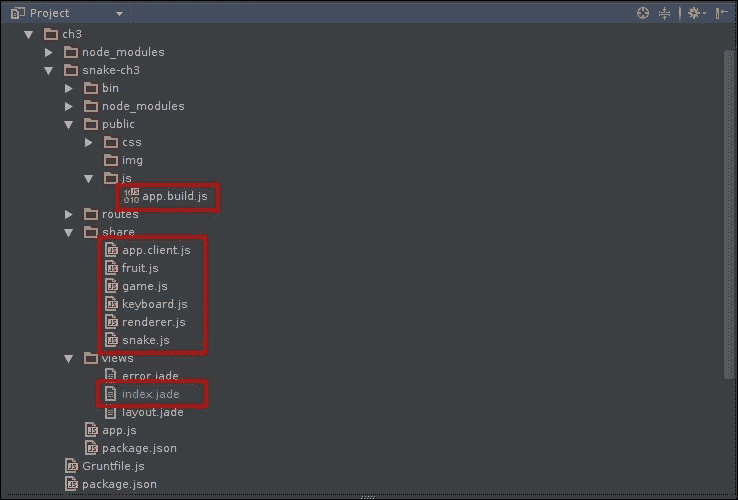 Project
ch3
node_modules
snake-ch3
bin
node_modules
public
css
img
js
app.build.js
routes
share
app.client.js
fruit.js
game.js
keyboard.js
renderer.js
snake.js
views
error.jade
index.jade
layout.jade
app.js
package.json
Gruntfile.js
package.json